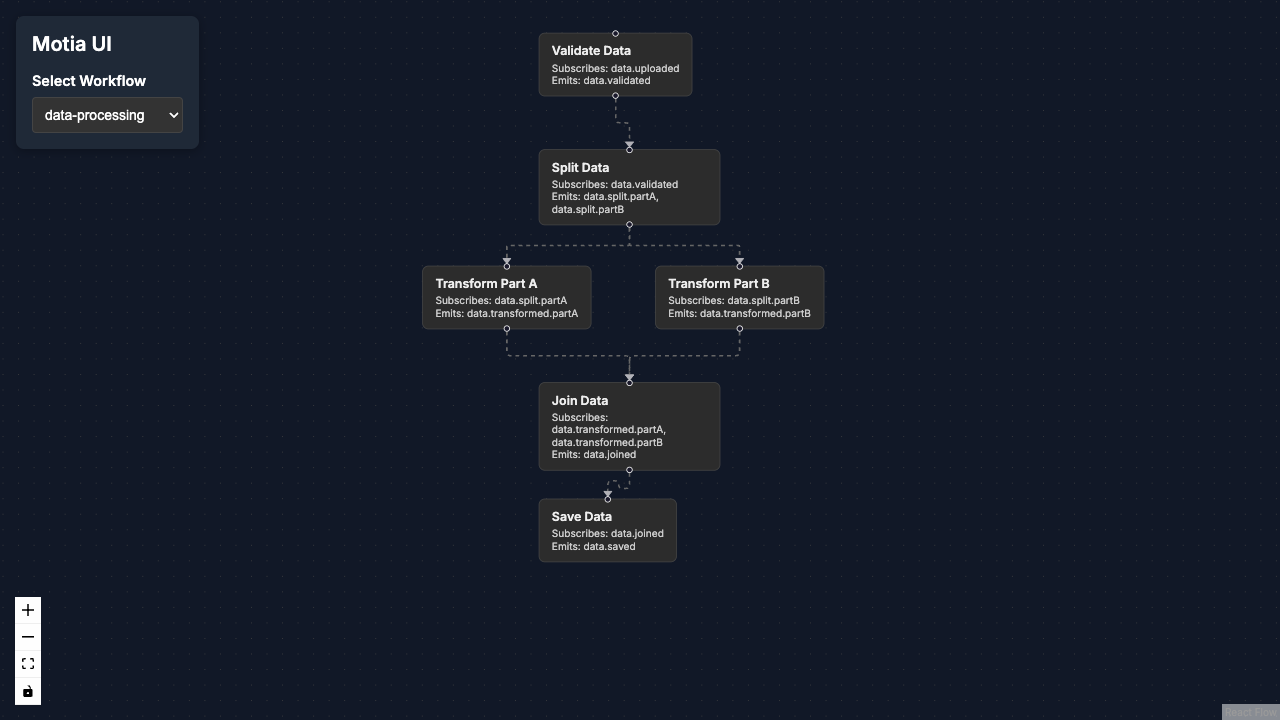 Motia UI
Select Workflow
data-processing
Validate Data
Subscribes: data.uploaded
Emits: data.validated
Split Data
Subscribes: data.validated
Emits: data.split.partA,
data.split.partB
Transform Part A
Subscribes: data.split.partA
Emits: data.transformed.partA
Transform Part B
Subscribes: data.split.partB
Emits: data.transformed.partB
Join Data
Subscribes:
data.transformed.partA,
data.transformed.partB
Emits: data.joined
Save Data
Subscribes: data.joined
Emits: data.saved
React Flow